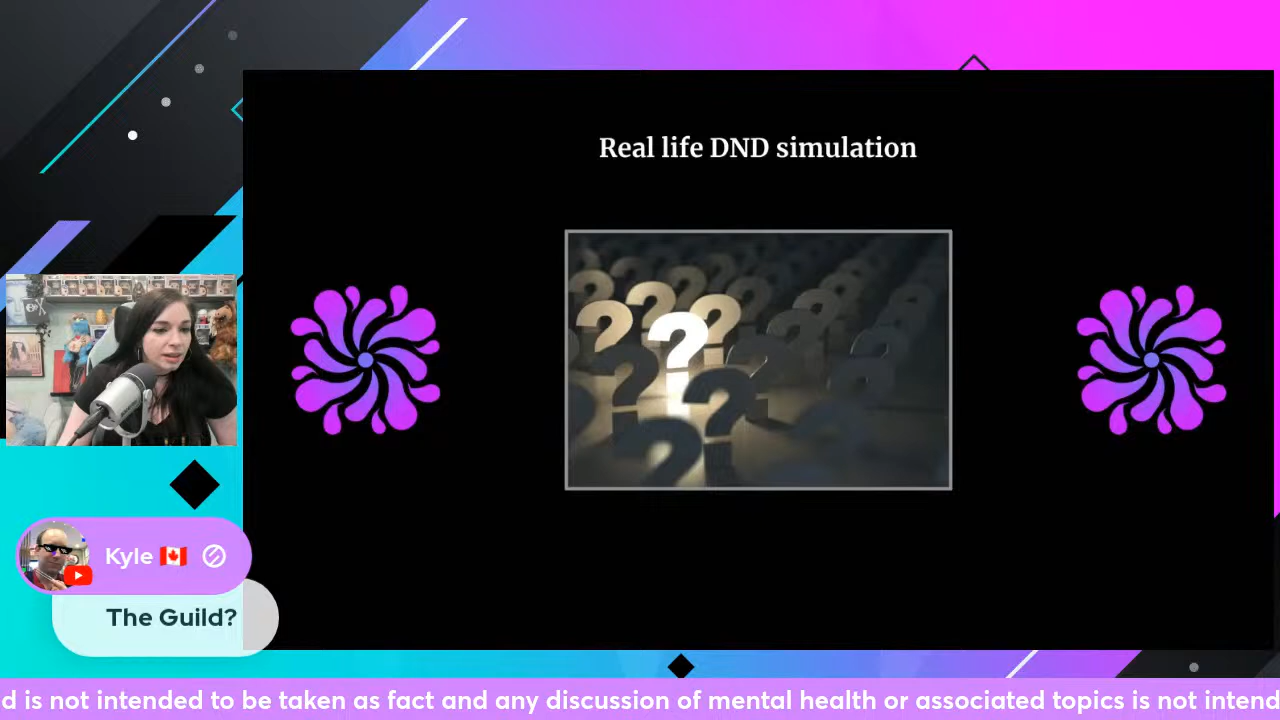 Real life DND simulation
Kyle 🇨🇦
The Guild?
d is not intended to be taken as fact and any discussion of mental health or associated topics is not intend